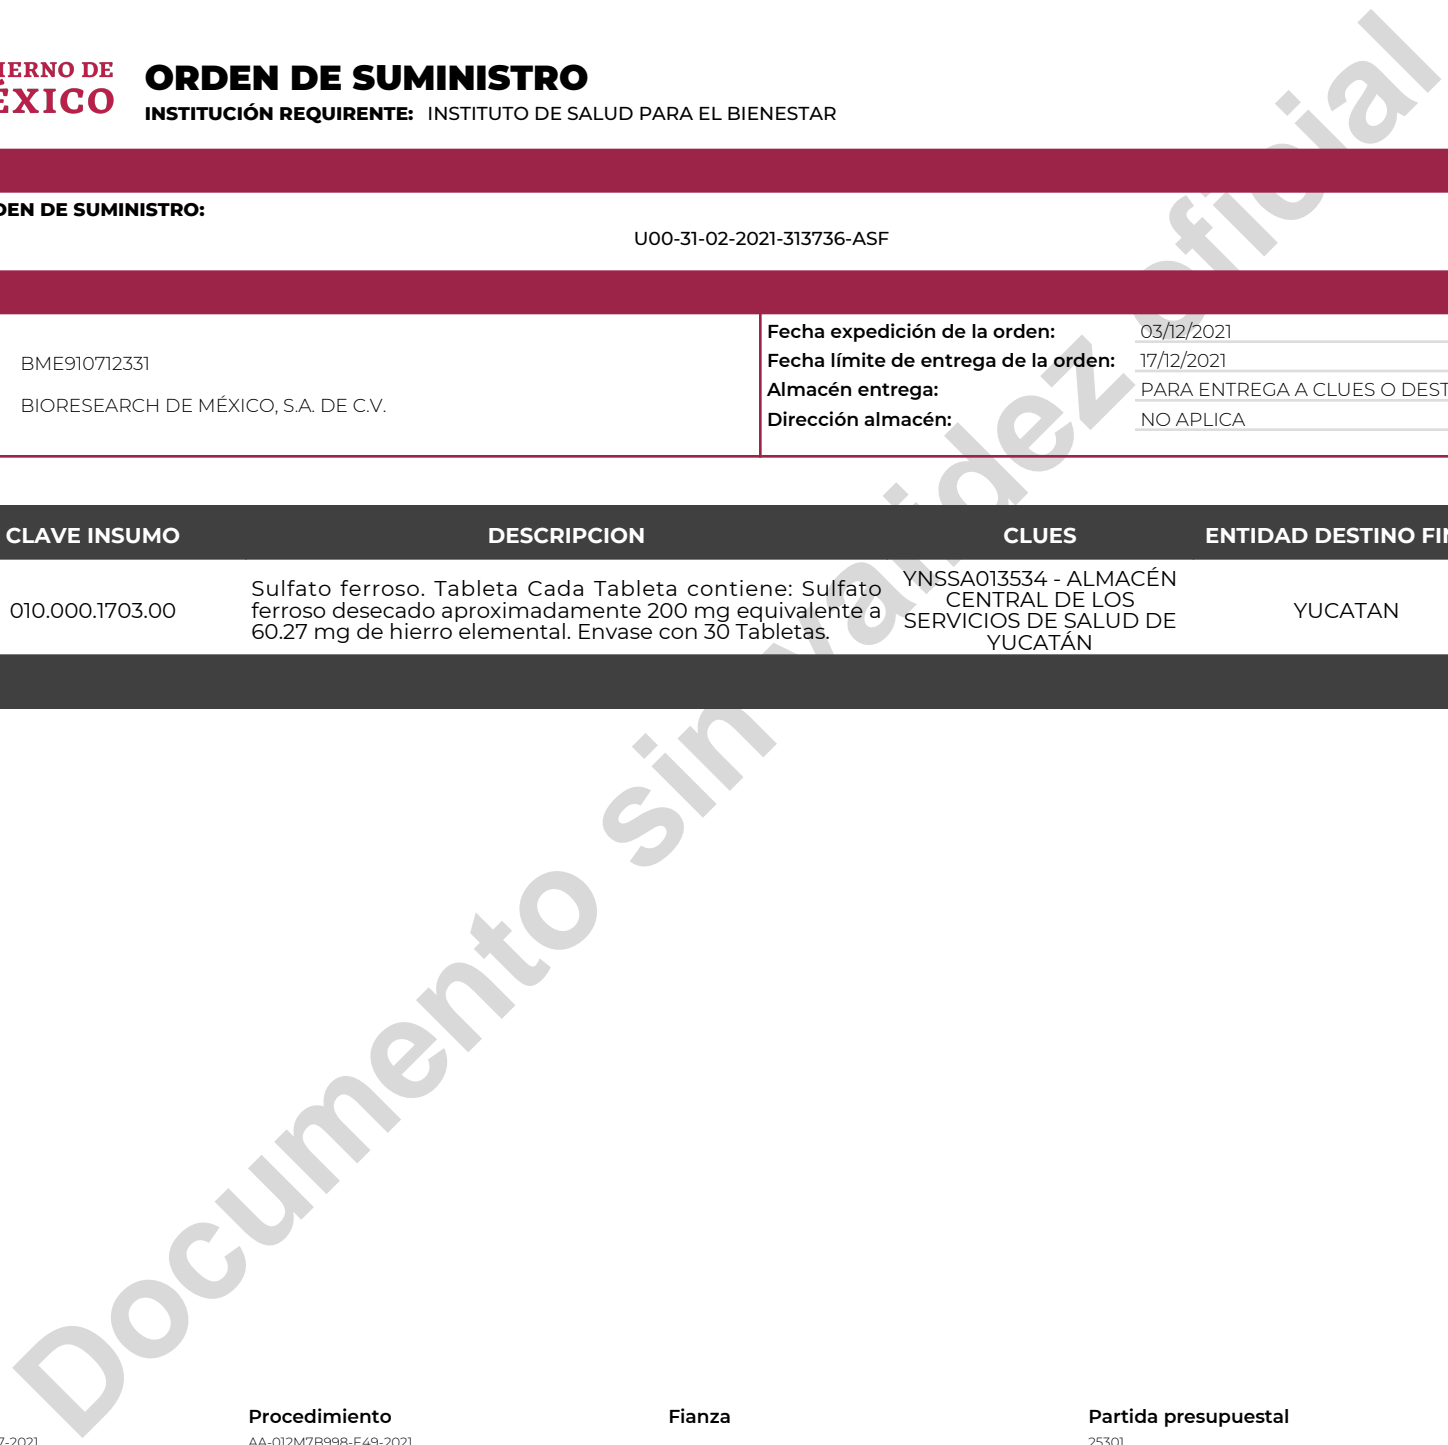 IERNO DE
ÉXICO
ORDEN DE SUMINISTRO
INSTITUCIÓN REQUIRENTE: INSTITUTO DE SALUD PARA EL BIENESTAR
DEN DE SUMINISTRO:
U00-31-02-2021-313736-ASF
BME910712331
BIORESEARCH DE MÉXICO, S.A. DE C.V.
Fecha expedición de la orden: 03/12/2021
Fecha límite de entrega de la orden: 17/12/2021
Almacén entrega: PARA ENTREGA A CLUES O DEST
Dirección almacén: NO APLICA
CLAVE INSUMO DESCRIPCION CLUES ENTIDAD DESTINO FIN
010.000.1703.00
Sulfato ferroso. Tableta Cada Tableta contiene: Sulfato
ferroso desecado aproximadamente 200 mg equivalente a
60.27 mg de hierro elemental. Envase con 30 Tabletas.
YNSSA013534 - ALMACÉN
CENTRAL DE LOS
SERVICIOS DE SALUD DE
YUCATÁN
YUCATAN
Documento sin validez oficial
Procedimiento Fianza Partida presupuestal
7-2021 AA-012M7B998-E49-2021 25301